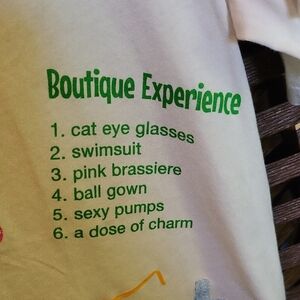 Boutique Experience
1. cat eye glasses
2. swimsuit
3. pink brassiere
4. ball gown
5. sexy pumps
6. a dose of charm